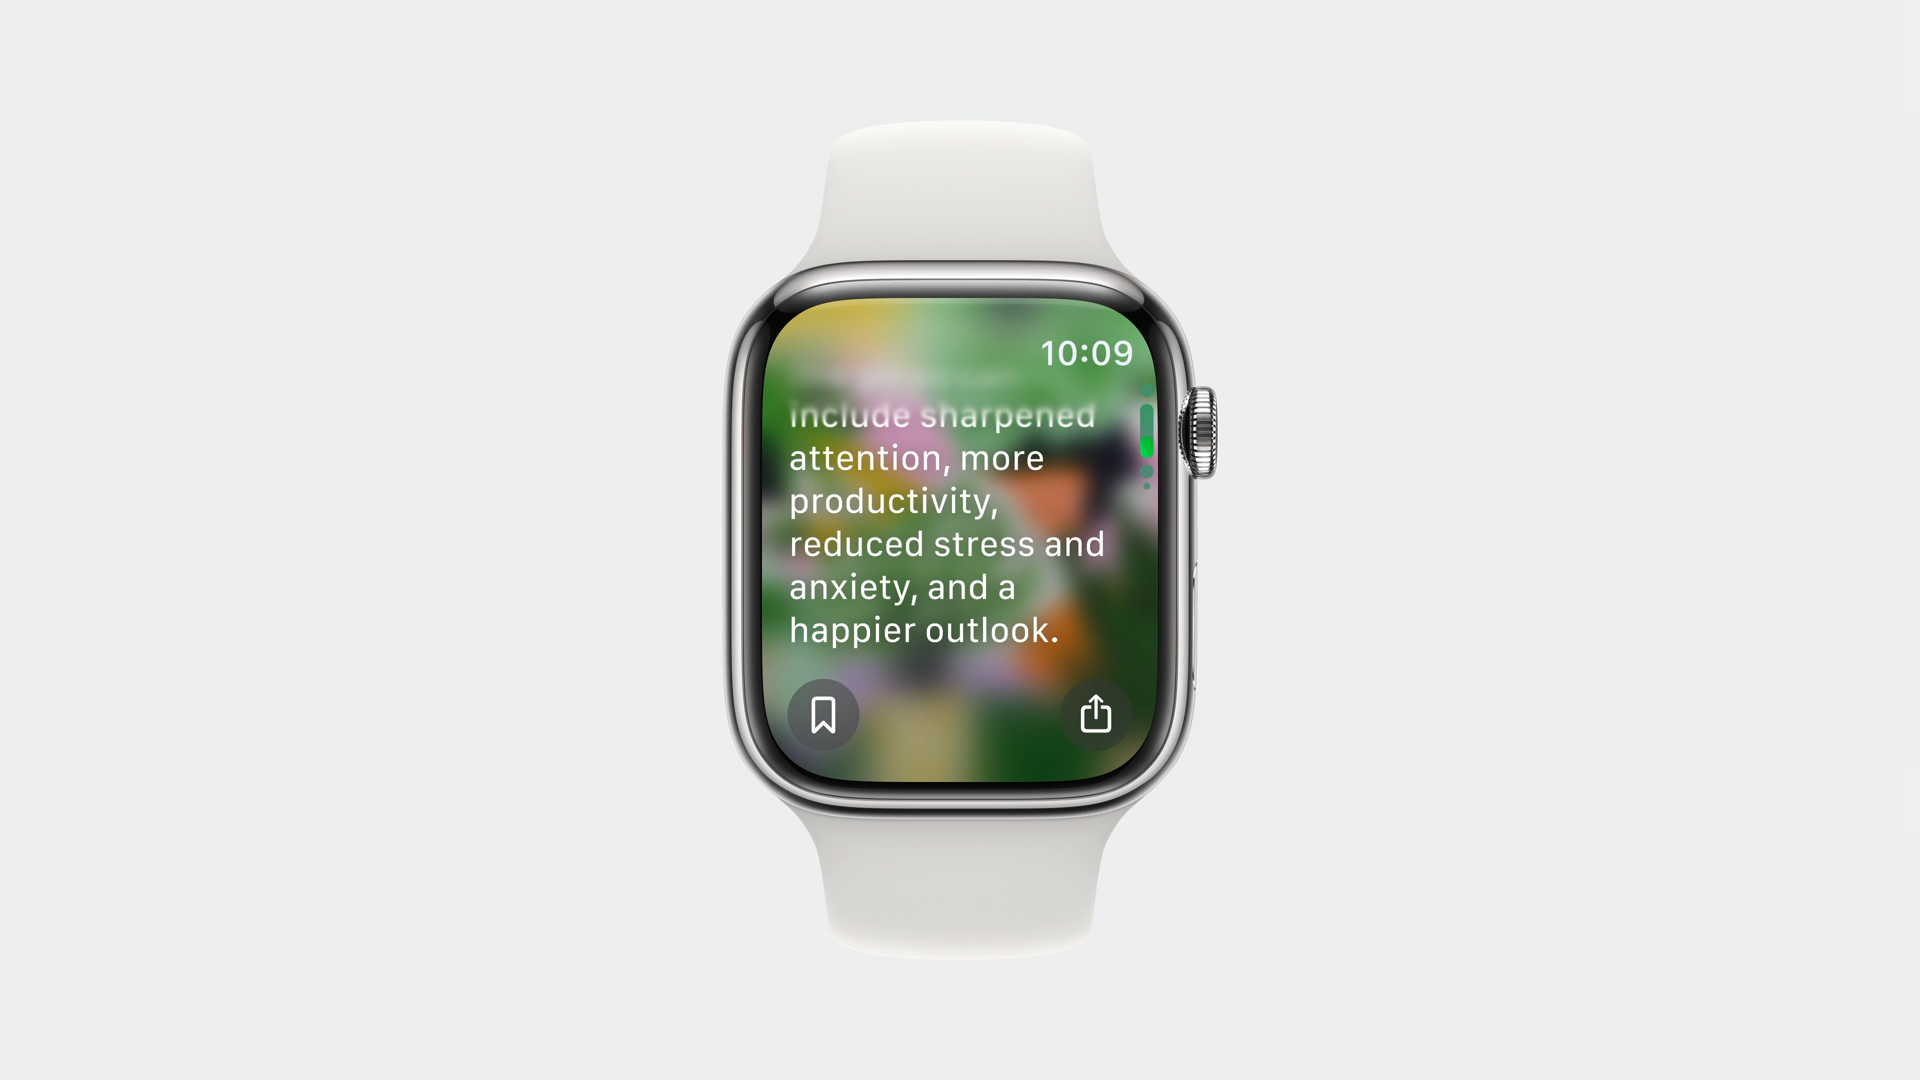 10:09
include sharpened
attention, more
productivity,
reduced stress and
anxiety, and a
happier outlook.